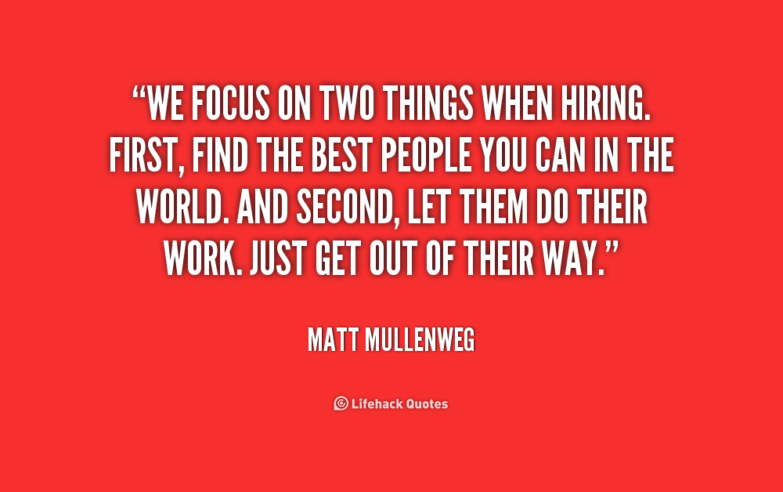 “WE FOCUS ON TWO THINGS WHEN HIRING.
FIRST, FIND THE BEST PEOPLE YOU CAN IN THE
WORLD. AND SECOND, LET THEM DO THEIR
WORK. JUST GET OUT OF THEIR WAY.”
MATT MULLENWEG
Lifehack Quotes